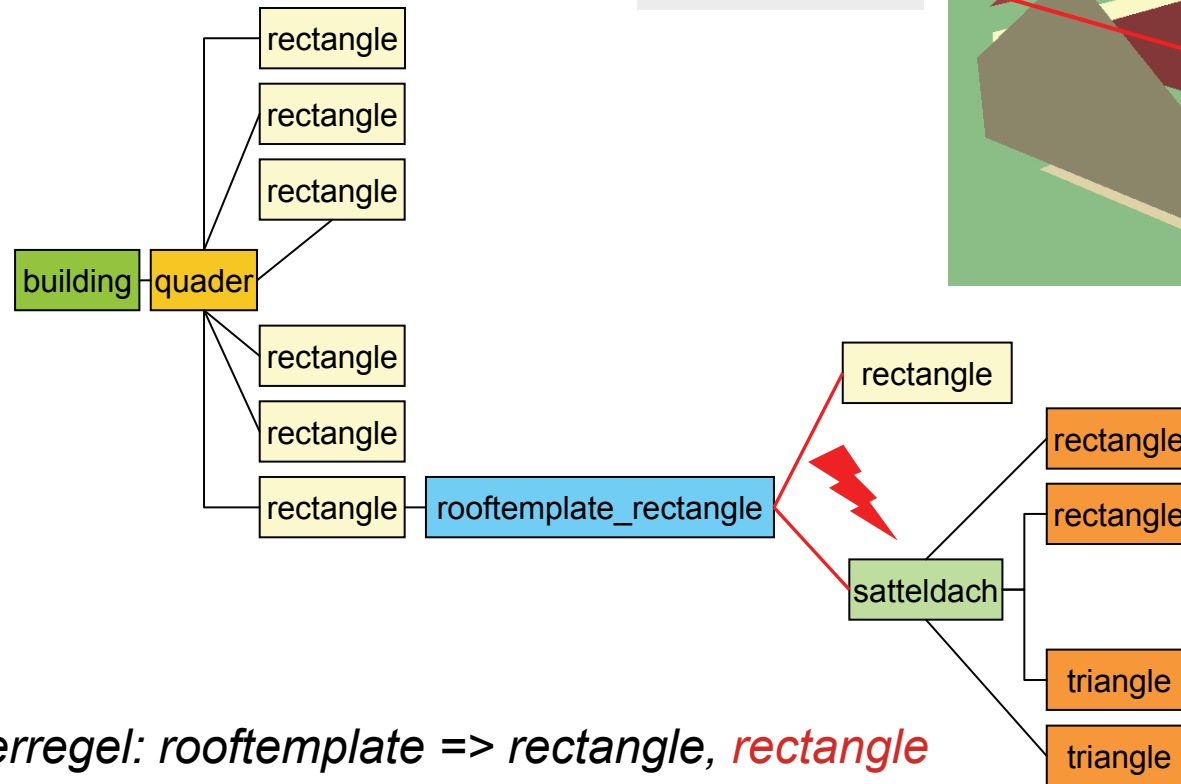 rectangle
rectangle
rectangle
building
quader
rectangle
rectangle
rectangle
rooftemplate_rectangle
rectangle
rectangle
rectangle
satteldach
triangle
triangle
erregel: rooftemplate => rectangle, rectangle